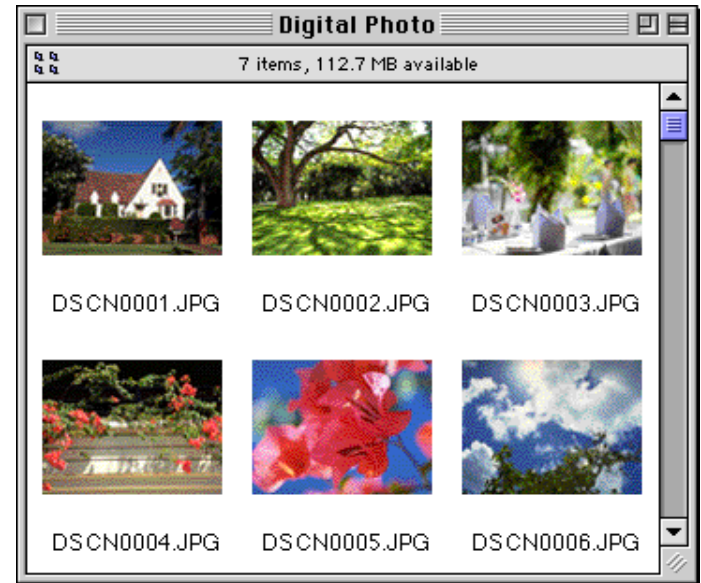 Digital Photo
7 items, 112.7 MB available
DSCN0001.JPG
DSCN0002.JPG
DSCN0003.JPG
DSCN0004.JPG
DSCN0005.JPG
DSCN0006.JPG